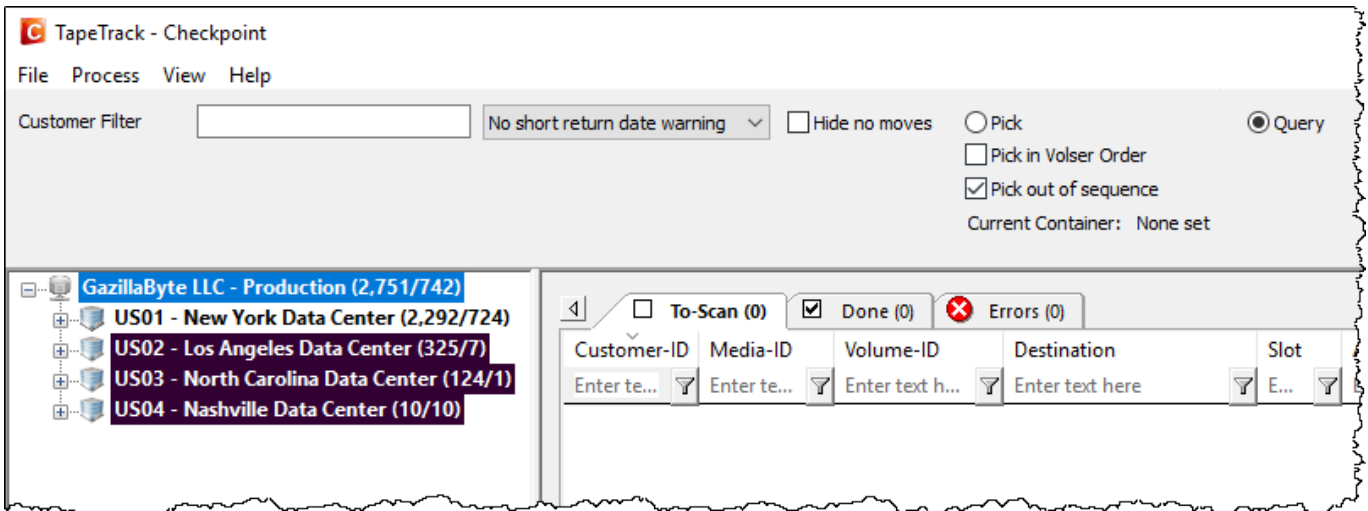 TapeTrack - Checkpoint
File Process View Help
Customer Filter No short return date warning Hide no moves Pick Query
Pick in Volser Order
Pick out of sequence
Current Container: None set
GazillaByte LLC - Production (2,751/742)
US01 - New York Data Center (2,292/724)
US02 - Los Angeles Data Center (325/7)
US03 - North Carolina Data Center (124/1)
US04 - Nashville Data Center (10/10)
To-Scan (0) Done (0) Errors (0)
Customer-ID Media-ID Volume-ID Destination Slot
Enter te... Enter te... Enter text h... Enter text here E...